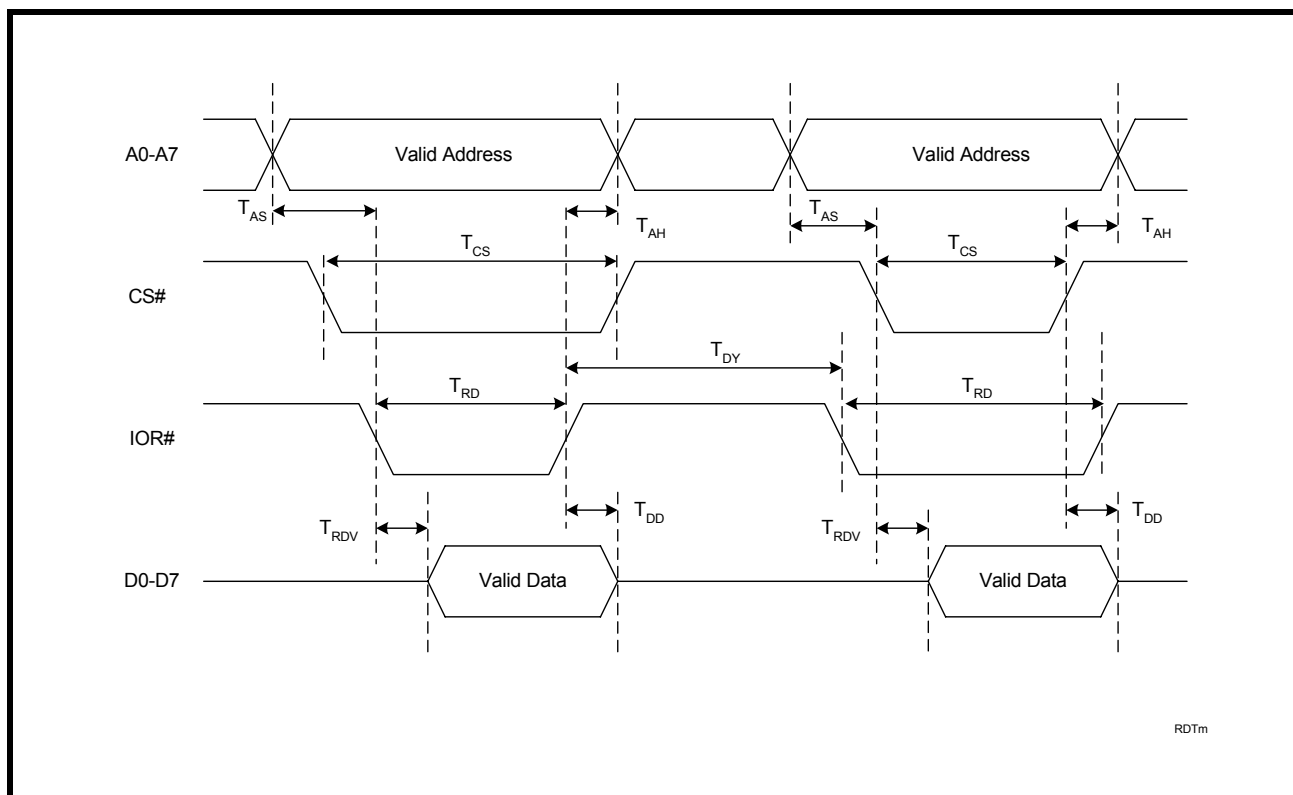 A0-A7
Valid Address
Valid Address
TAS
TAH
TAS
TAH
TCS
TCS
CS#
TDY
TRD
TRD
IOR#
TRDV
TDD
TRDV
TDD
D0-D7
Valid Data
Valid Data
RDTm